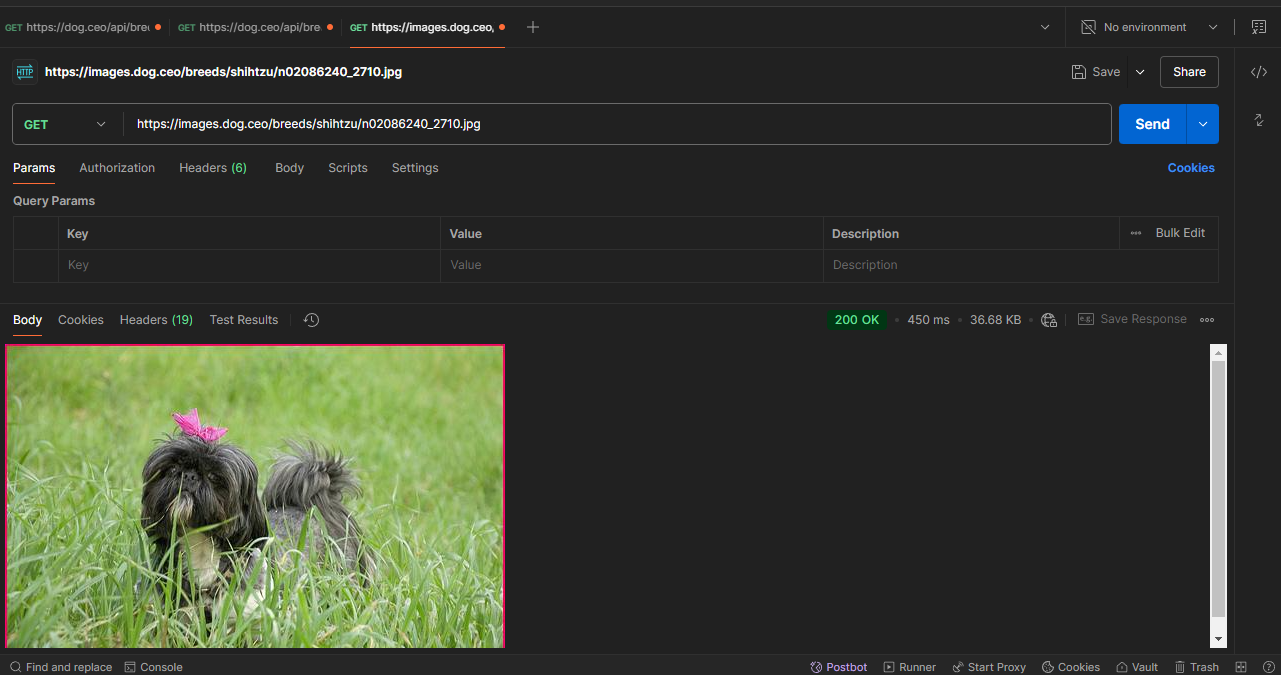 GET https://dog.ceo/api/bre GET https://dog.ceo/api/bre GET https://images.dog.ceo, No environment
HTTP https://images.dog.ceo/breeds/shihtzu/n02086240_2710.jpg Save Share
GET https://images.dog.ceo/breeds/shihtzu/n02086240_2710.jpg Send
Params Authorization Headers (6) Body Scripts Settings Cookies
Query Params
Key Value Description Bulk Edit
Key Value Description
Body Cookies Headers (19) Test Results 200 OK 450 ms 36.68 KB e.g. Save Response
Find and replace Console Postbot Runner Start Proxy Cookies Vault Trash